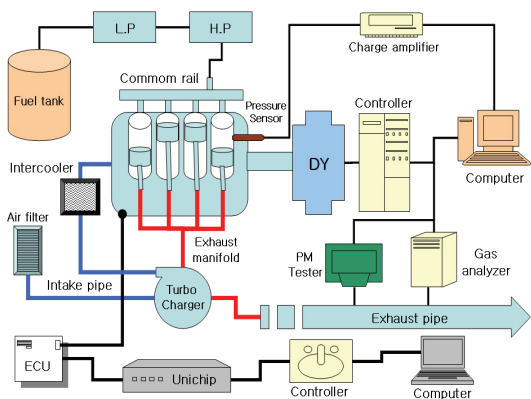 L.P
H.P
Charge amplifier
Commom rail
Fuel tank
Pressure
Sensor
Controller
Intercooler
DY
Computer
Air filter
Exhaust
manifold
PM
Tester
Gas
analyzer
Intake pipe
Turbo
Charger
Exhaust pipe
ECU
Unichip
Controller
Computer